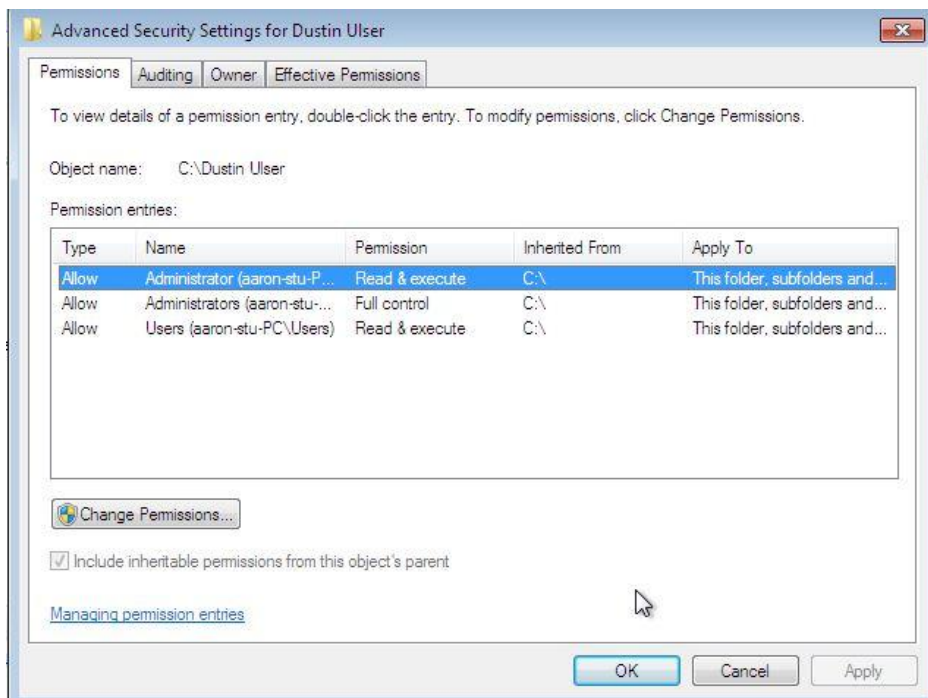 Advanced Security Settings for Dustin Ulser
Permissions Auditing Owner Effective Permissions
To view details of a permission entry, double-click the entry. To modify permissions, click Change Permissions.
Object name: C:\Dustin Ulser
Permission entries:
Type Name Permission Inherited From Apply To
Allow Administrator (aaron-stu-P... Read & execute C:\ This folder, subfolders and...
Allow Administrators (aaron-stu-... Full control C:\ This folder, subfolders and...
Allow Users (aaron-stu-PC\Users) Read & execute C:\ This folder, subfolders and...
Change Permissions...
Include inheritable permissions from this object's parent
Managing permission entries
OK Cancel Apply